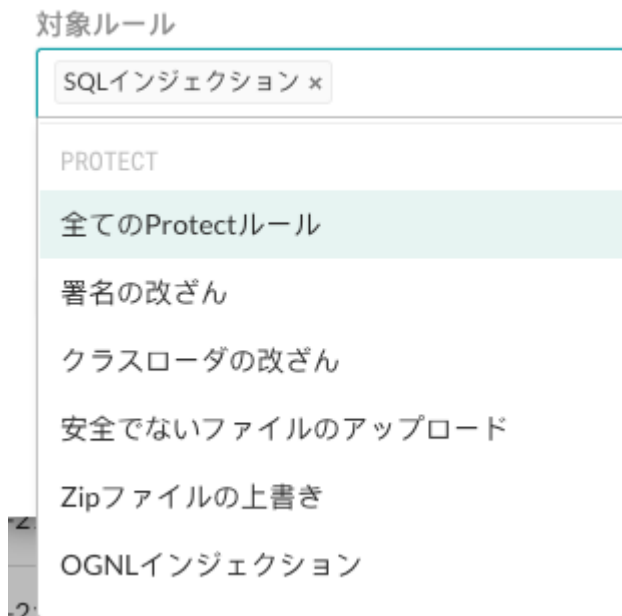 対象ルール
SQLインジェクション ×
PROTECT
全てのProtectルール
署名の改ざん
クラスローダの改ざん
安全でないファイルのアップロード
Zipファイルの上書き
OGNLインジェクション